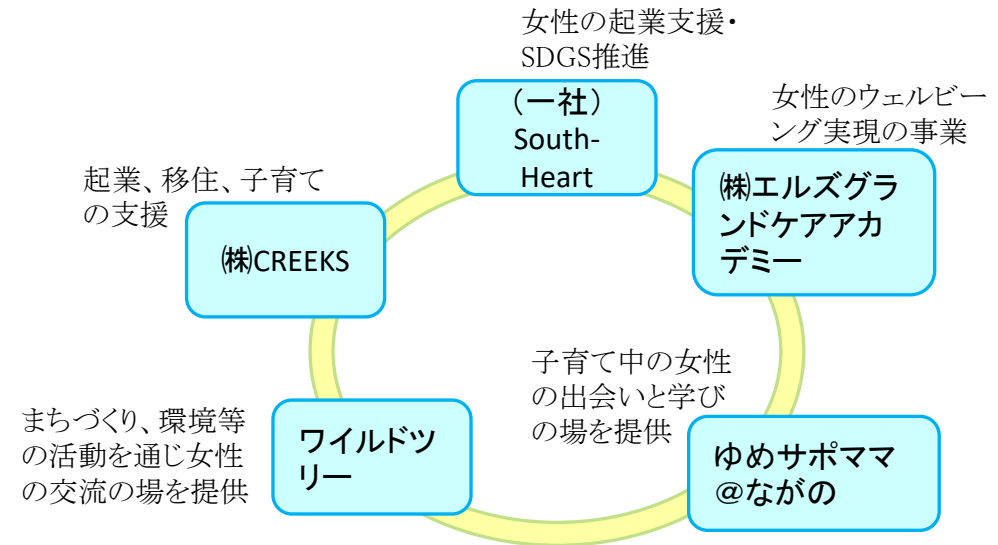 女性の起業支援・
SDGS推進
（一社）
South-
Heart
女性のウェルビー
ング実現の事業
㈱エルズグラ
ンドケアアカ
デミー
起業、移住、子育て
の支援
㈱CREEKS
子育て中の女性
の出会いと学び
の場を提供
ゆめサポママ
＠ながの
まちづくり、環境等
の活動を通じ女性
の交流の場を提供
ワイルドツ
リー